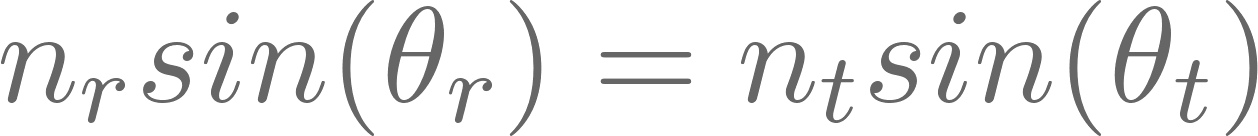 n_r sin(θ_r) = n_t sin(θ_t)